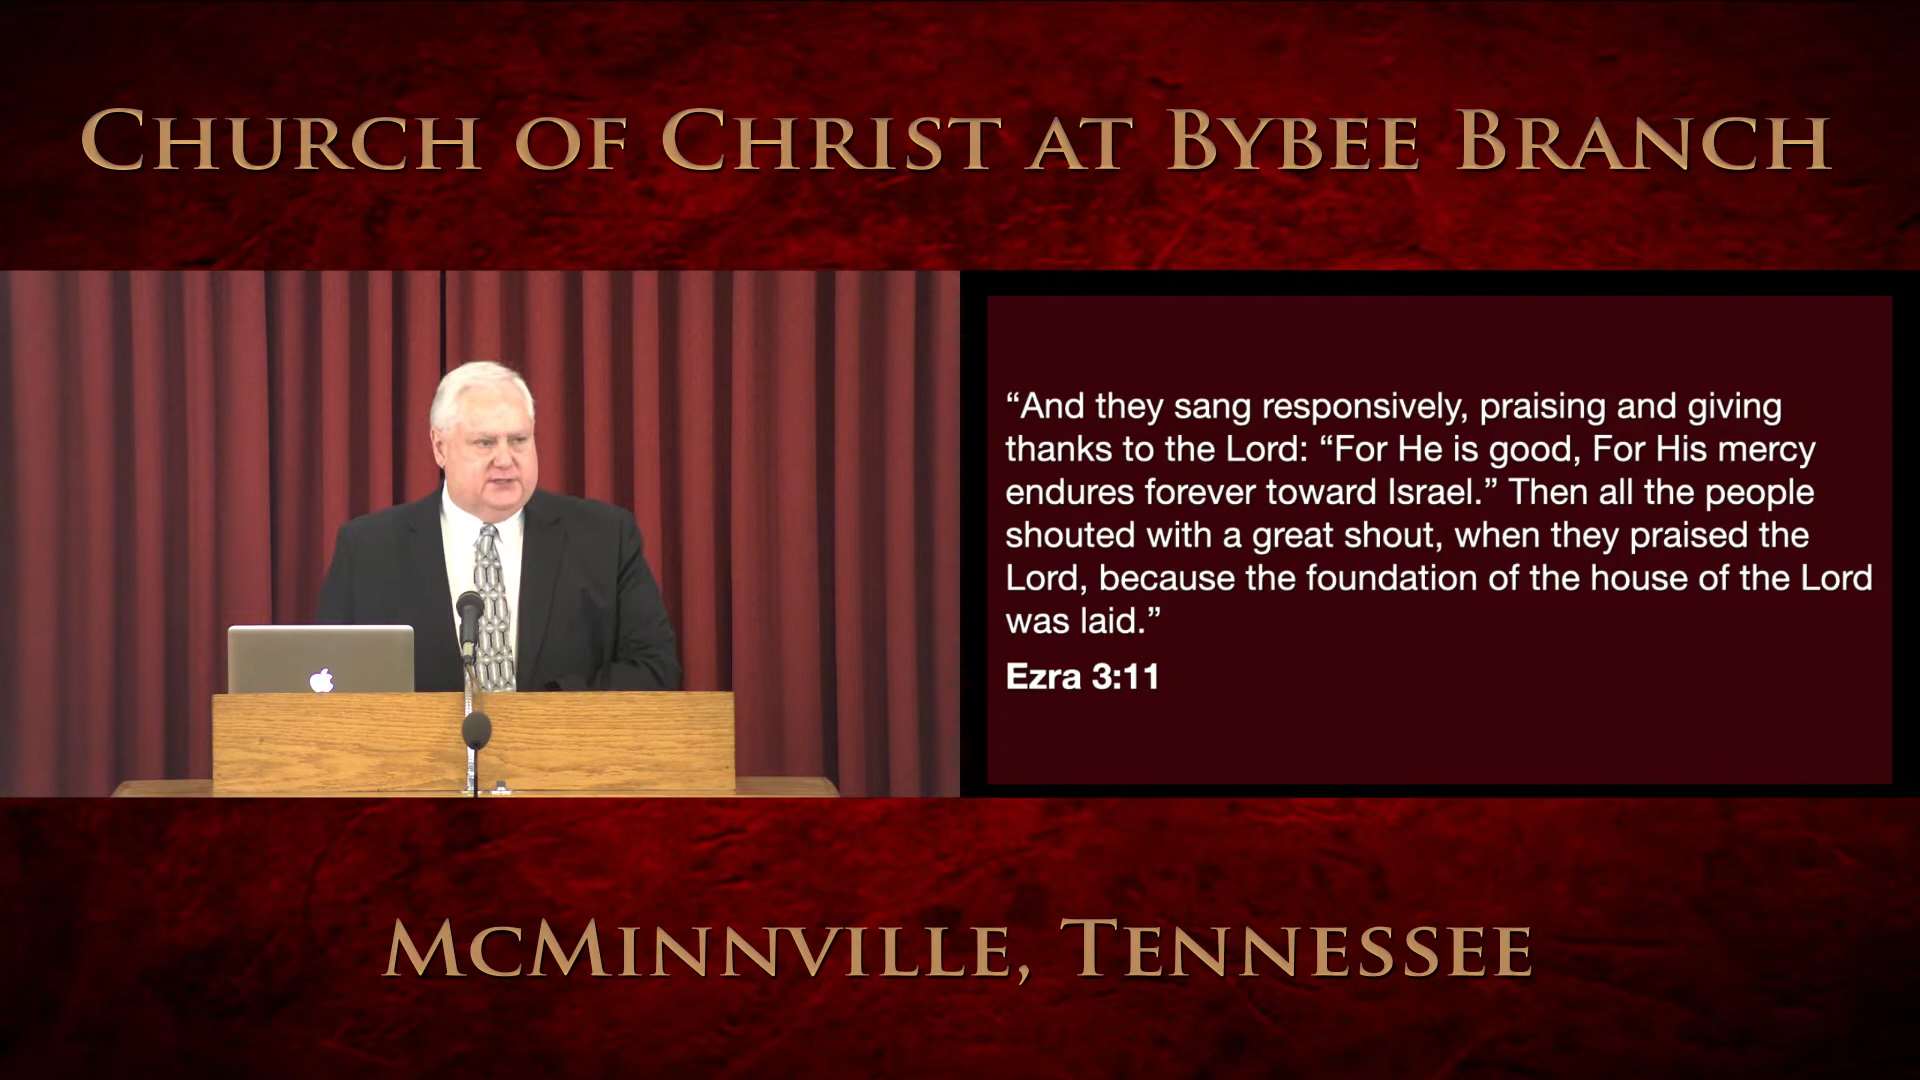 Church of Christ at Bybee Branch
“And they sang responsively, praising and giving
thanks to the Lord: “For He is good, For His mercy
endures forever toward Israel.” Then all the people
shouted with a great shout, when they praised the
Lord, because the foundation of the house of the Lord
was laid.”
Ezra 3:11
McMinnville, Tennessee